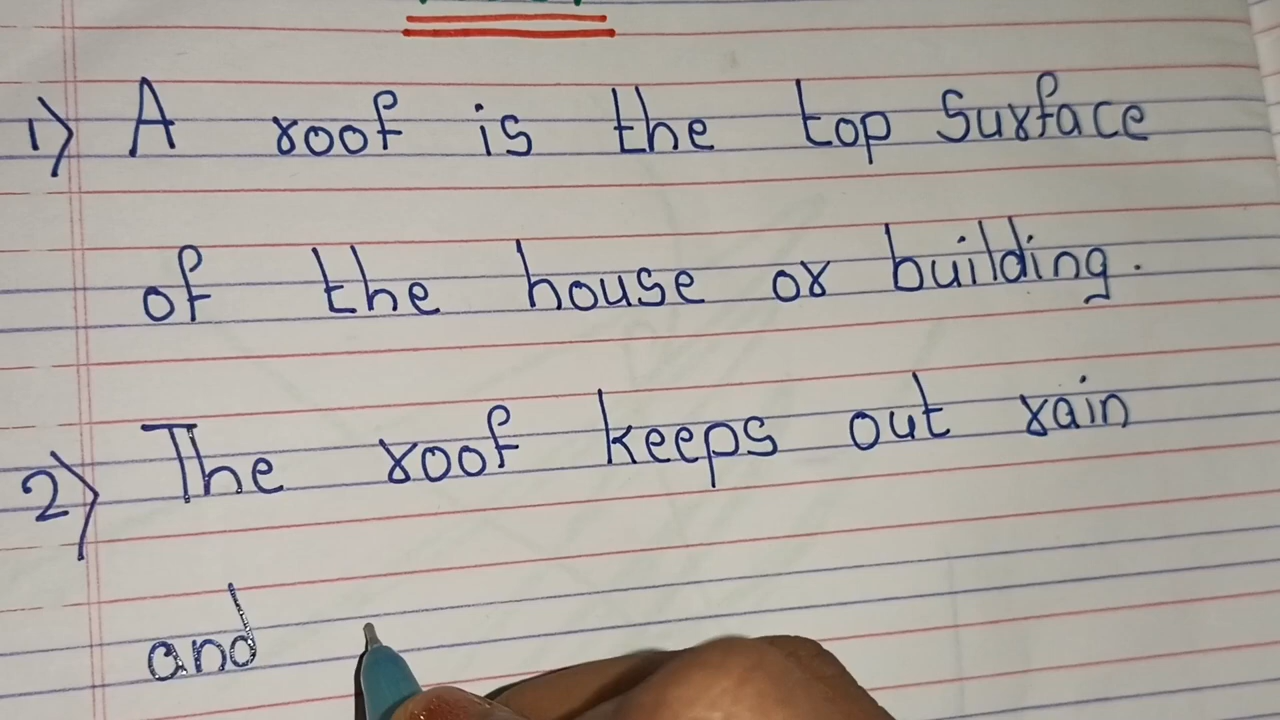 1) A roof is the top Surface
of the house or building.
2) The roof keeps out rain
and